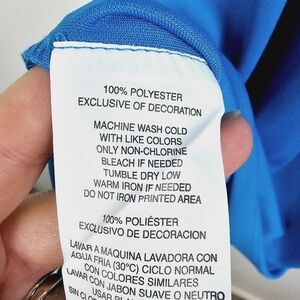 100% POLYESTER
EXCLUSIVE OF DECORATION
MACHINE WASH COLD
WITH LIKE COLORS
ONLY NON-CHLORINE
BLEACH IF NEEDED
TUMBLE DRY LOW
WARM IRON IF NEEDED
DO NOT IRON PRINTED AREA
100% POLIÉSTER
EXCLUSIVO DE DECORACION
LAVAR A MAQUINA LAVADORA CON
AGUA FRIA (30°C) CICLO NORMAL
CON COLORES SIMILARES
LAVAR CON JABON SUAVE O NEUTRO
USAR